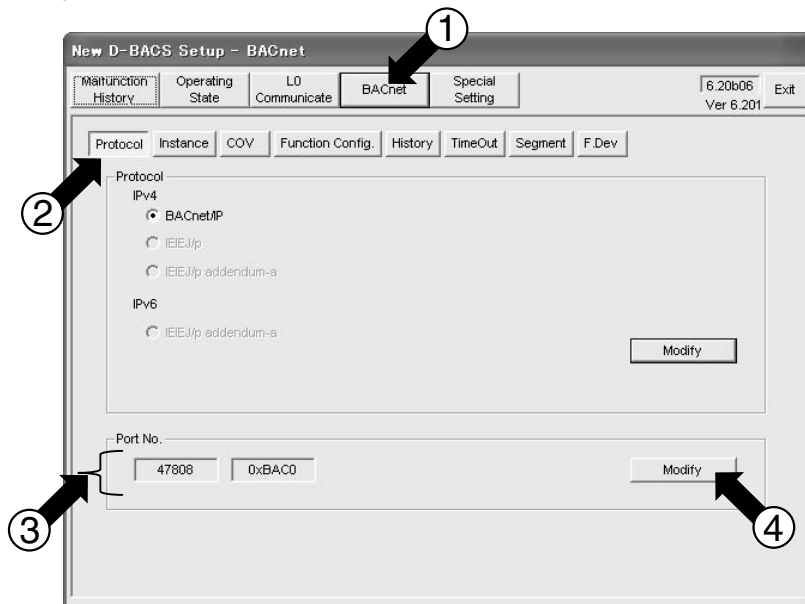 1
New D-BACS Setup - BACnet
Malfunction History
Operating State
L0 Communicate
BACnet
Special Setting
6.20b06
Ver 6.201
Exit
Protocol Instance COV Function Config. History TimeOut Segment F.Dev
2
Protocol
IPv4
BACnet/IP
IEIEJ/p
IEIEJ/p addendum-a
IPv6
IEIEJ/p addendum-a
Modify
Port No.
3
47808 0xBAC0
Modify
4